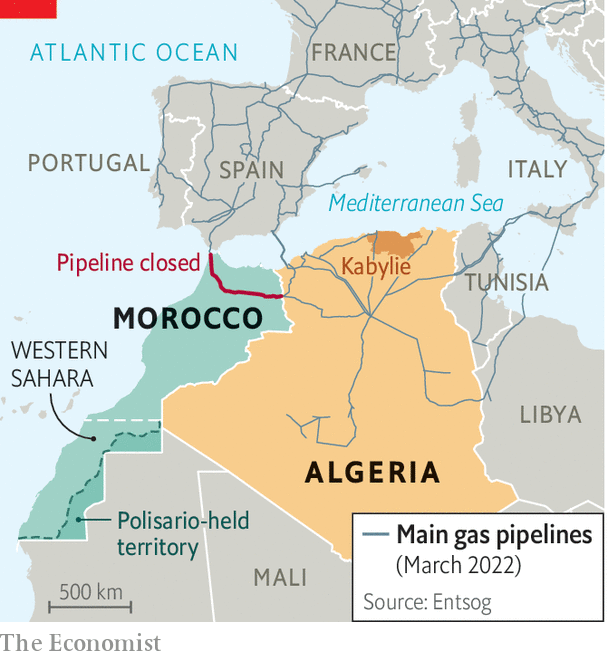 ATLANTIC OCEAN
FRANCE
PORTUGAL
SPAIN
ITALY
Mediterranean Sea
Pipeline closed
Kabylie
TUNISIA
MOROCCO
WESTERN
SAHARA
LIBYA
ALGERIA
Polisario-held
territory
Main gas pipelines
(March 2022)
MALI
500 km
Source: Entsog
The Economist